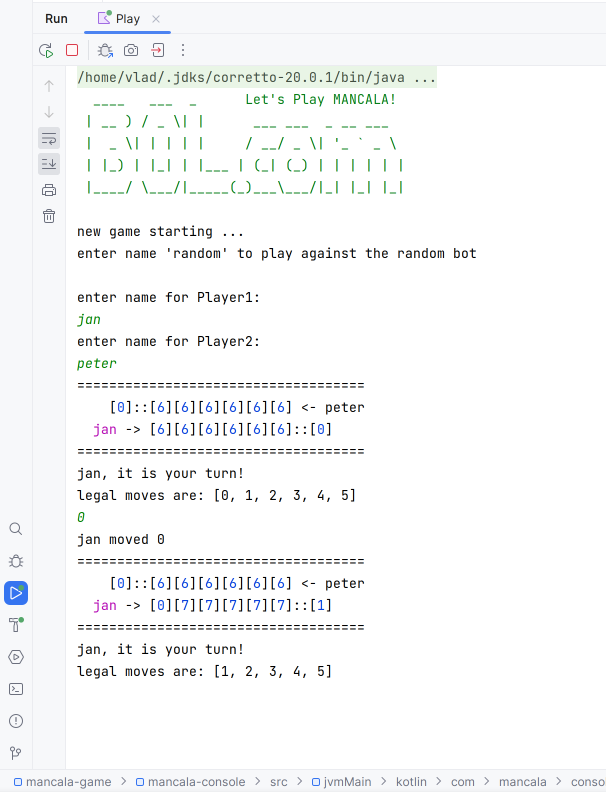 Run Play
/home/vlad/.jdks/corretto-20.0.1/bin/java ...
  ____   ___  _      Let's Play MANCALA!
 | __ ) / _ \| |      ___ ___  _ __ ___
 |  _ \| | | | |     / __/ _ \| '_ ` _ \
 | |_) | |_| | |___ | (_| (_) | | | | | |
 |____/ \___/|_____(_)___\___/|_| |_| |_|
new game starting ...
enter name 'random' to play against the random bot
enter name for Player1:
jan
enter name for Player2:
peter
====================================
    [0]::[6][6][6][6][6][6] <- peter
  jan -> [6][6][6][6][6][6]::[0]
====================================
jan, it is your turn!
legal moves are: [0, 1, 2, 3, 4, 5]
0
jan moved 0
====================================
    [0]::[6][6][6][6][6][6] <- peter
  jan -> [0][7][7][7][7][7]::[1]
====================================
jan, it is your turn!
legal moves are: [1, 2, 3, 4, 5]
mancala-game > mancala-console > src > jvmMain > kotlin > com > mancala > conso